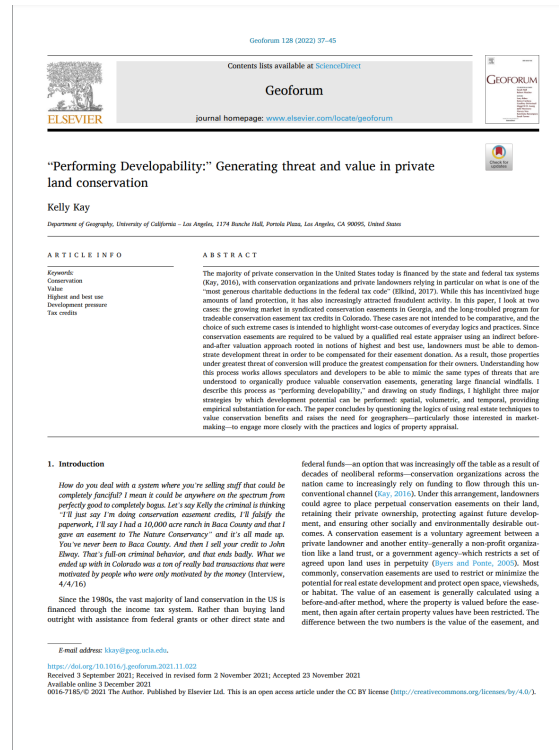 Geoforum 128 (2022) 37–45
Contents lists available at ScienceDirect
Geoforum
journal homepage: www.elsevier.com/locate/geoforum
ELSEVIER
GEOFORUM
Check for
updates
“Performing Developability:” Generating threat and value in private
land conservation
Kelly Kay
Department of Geography, University of California – Los Angeles, 1174 Bunche Hall, Portola Plaza, Los Angeles, CA 90095, United States
ARTICLE INFO
Keywords:
Conservation
Value
Highest and best use
Development pressure
Tax credits
ABSTRACT
The majority of private conservation in the United States today is financed by the state and federal tax systems
(Kay, 2016), with conservation organizations and private landowners relying in particular on what is one of the
“most generous charitable deductions in the federal tax code” (Elkind, 2017). While this has incentivized huge
amounts of land protection, it has also increasingly attracted fraudulent activity. In this paper, I look at two
cases: the growing market in syndicated conservation easements in Georgia, and the long-troubled program for
tradeable conservation easement tax credits in Colorado. These cases are not intended to be comparative, and the
choice of such extreme cases is intended to highlight worst-case outcomes of everyday logics and practices. Since
conservation easements are required to be valued by a qualified real estate appraiser using an indirect before-
and-after valuation approach rooted in notions of highest and best use, landowners must be able to demon-
strate development threat in order to be compensated for their easement donation. As a result, those properties
under greatest threat of conversion will produce the greatest compensation for their owners. Understanding how
this process works allows speculators and developers to be able to mimic the same types of threats that are
understood to organically produce valuable conservation easements, generating large financial windfalls. I
describe this process as “performing developability,” and drawing on study findings, I highlight three major
strategies by which development potential can be performed: spatial, volumetric, and temporal, providing
empirical substantiation for each. The paper concludes by questioning the logics of using real estate techniques to
value conservation benefits and raises the need for geographers—particularly those interested in market-
making—to engage more closely with the practices and logics of property appraisal.
1. Introduction
How do you deal with a system where you're selling stuff that could be
completely fanciful? I mean it could be anywhere on the spectrum from
perfectly good to completely bogus. Let's say Kelly the criminal is thinking
“I'll just say I'm doing conservation easement credits, I'll falsify the
paperwork, I'll say I had a 10,000 acre ranch in Baca County and that I
gave an easement to The Nature Conservancy” and it's all made up.
You've never been to Baca County. And then I sell your credit to John
Elway. That's full-on criminal behavior, and that ends badly. What we
ended up with in Colorado was a ton of really bad transactions that were
motivated by people who were only motivated by the money (Interview,
4/4/16)
Since the 1980s, the vast majority of land conservation in the US is
financed through the income tax system. Rather than buying land
outright with assistance from federal grants or other direct state and
federal funds—an option that was increasingly off the table as a result of
decades of neoliberal reforms—conservation organizations across the
nation came to increasingly rely on funding to flow through this un-
conventional channel (Kay, 2016). Under this arrangement, landowners
could agree to place perpetual conservation easements on their land,
retaining their private ownership, protecting against future develop-
ment, and ensuring other socially and environmentally desirable out-
comes. A conservation easement is a voluntary agreement between a
private landowner and another entity–generally a non-profit organiza-
tion like a land trust, or a government agency–which restricts a set of
agreed upon land uses in perpetuity (Byers and Ponte, 2005). Most
commonly, conservation easements are used to restrict or minimize the
potential for real estate development and protect open space, viewsheds,
or habitat. The value of an easement is generally calculated using a
before-and-after method, where the property is valued before the ease-
ment, then again after certain property values have been restricted. The
difference between the two numbers is the value of the easement, and
E-mail address: kkay@geog.ucla.edu.
https://doi.org/10.1016/j.geoforum.2021.11.022
Received 3 September 2021; Received in revised form 2 November 2021; Accepted 23 November 2021
Available online 3 December 2021
0016-7185/© 2021 The Author. Published by Elsevier Ltd. This is an open access article under the CC BY license (http://creativecommons.org/licenses/by/4.0/).